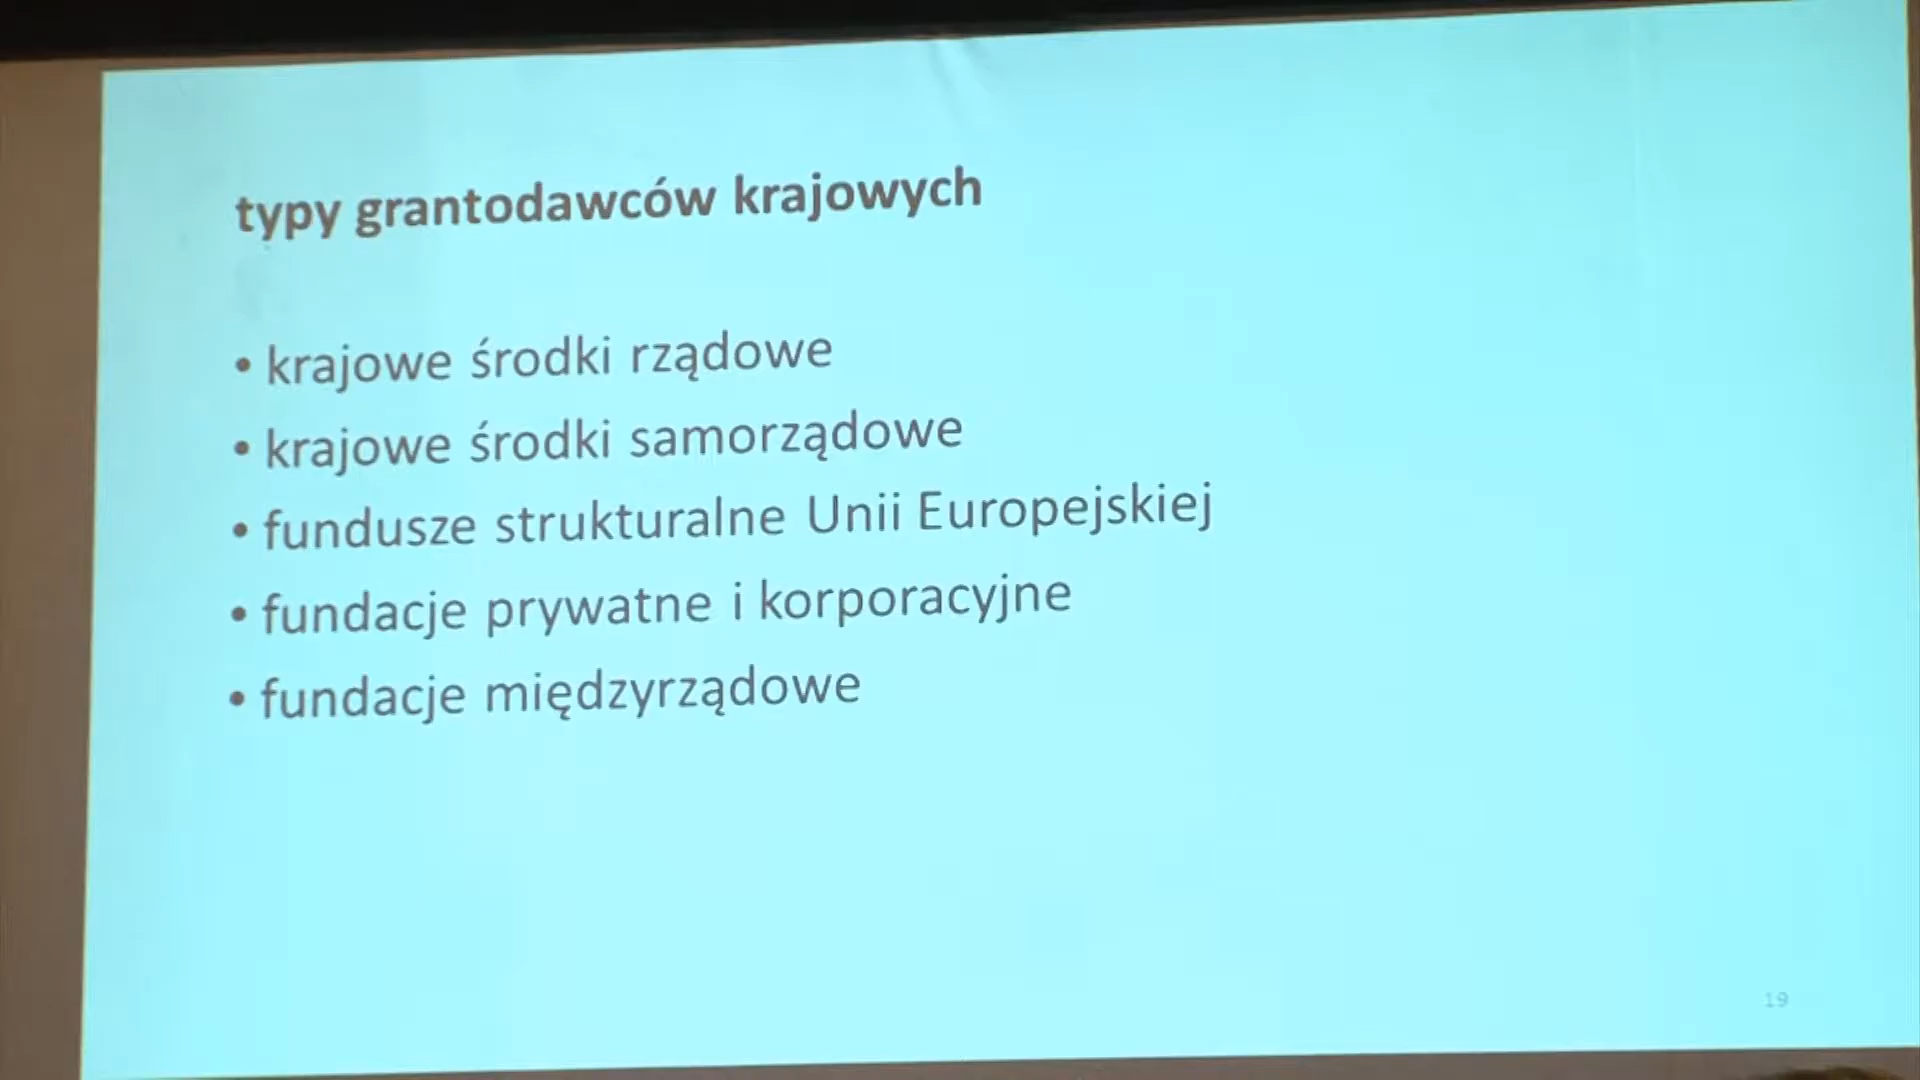 typy grantodawców krajowych
• krajowe środki rządowe
• krajowe środki samorządowe
• fundusze strukturalne Unii Europejskiej
• fundacje prywatne i korporacyjne
• fundacje międzyrządowe
19